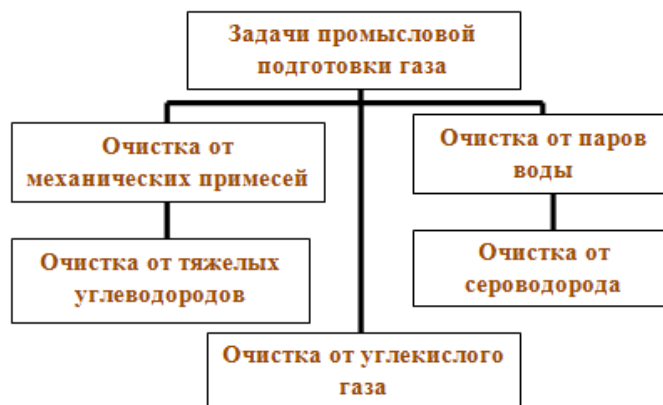 Задачи промысловой
подготовки газа
Очистка от
механических примесей
Очистка от паров
воды
Очистка от тяжелых
углеводородов
Очистка от
сероводорода
Очистка от углекислого
газа